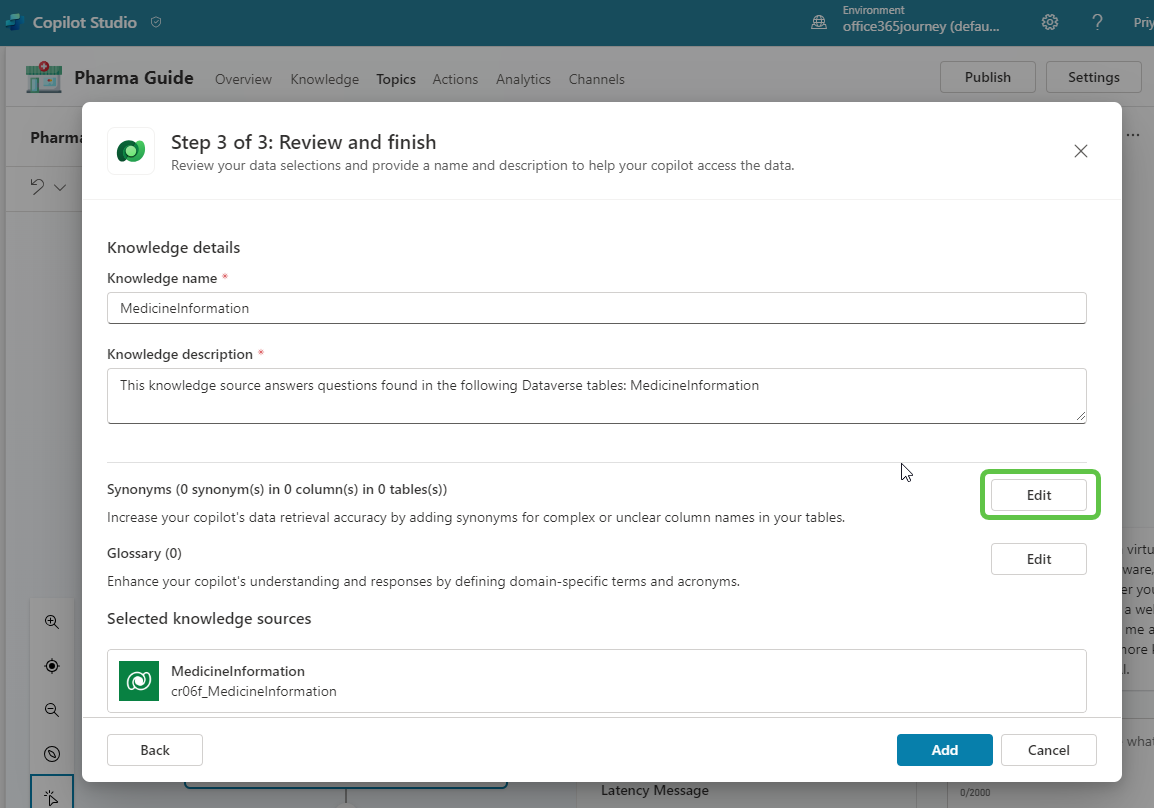 Copilot Studio
Environment
office365journey (defau...
?
Priy
Pharma Guide
Overview
Knowledge
Topics
Actions
Analytics
Channels
Publish
Settings
Pharma
...
Step 3 of 3: Review and finish
Review your data selections and provide a name and description to help your copilot access the data.
Knowledge details
Knowledge name *
MedicineInformation
Knowledge description *
This knowledge source answers questions found in the following Dataverse tables: MedicineInformation
Synonyms (0 synonym(s) in 0 column(s) in 0 tables(s))
Edit
Increase your copilot's data retrieval accuracy by adding synonyms for complex or unclear column names in your tables.
Glossary (0)
Edit
Enhance your copilot's understanding and responses by defining domain-specific terms and acronyms.
Selected knowledge sources
MedicineInformation
cr06f_MedicineInformation
Back
Add
Cancel
virtu
ware,
er you
a wel
me a
nore k
l.
what
Latency Message
0/2000